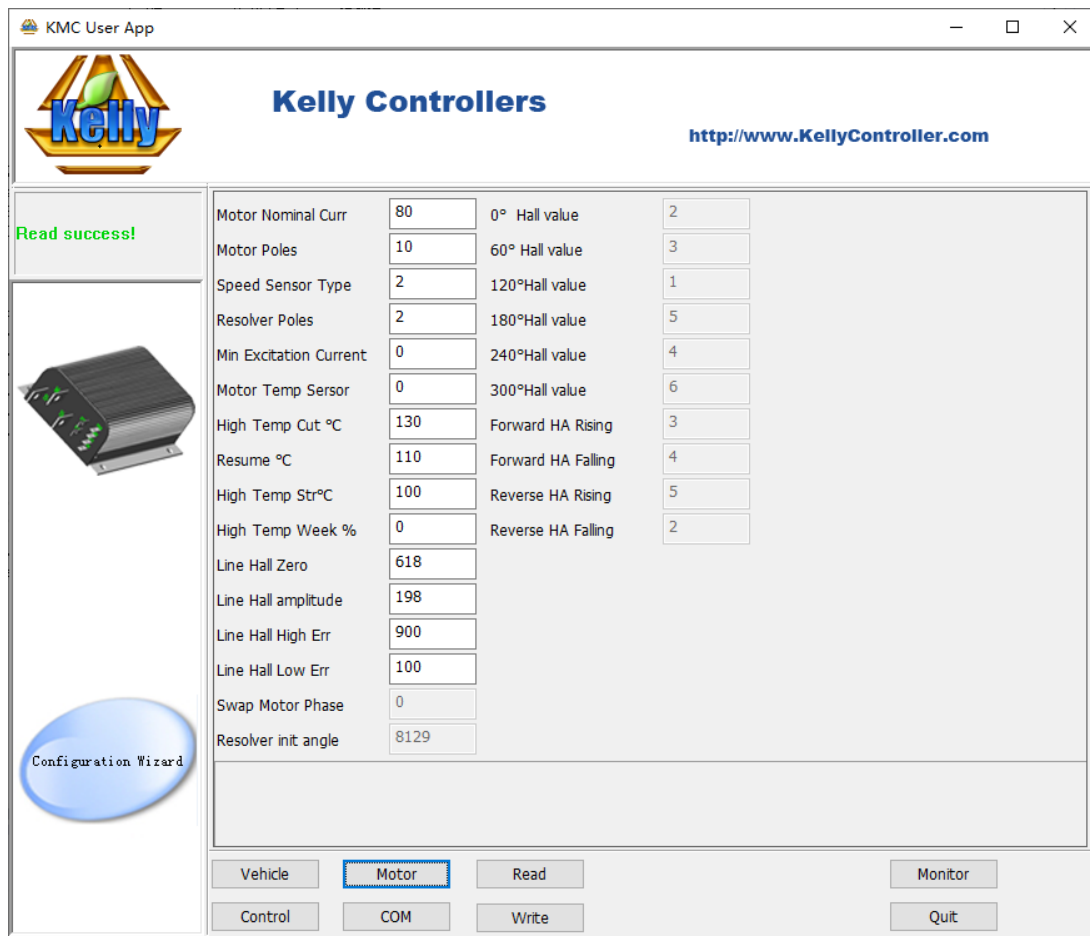 KMC User App
Kelly
Kelly Controllers
http://www.KellyController.com
Read success!
Configuration Wizard
Motor Nominal Curr 80 0° Hall value 2
Motor Poles 10 60° Hall value 3
Speed Sensor Type 2 120°Hall value 1
Resolver Poles 2 180°Hall value 5
Min Excitation Current 0 240°Hall value 4
Motor Temp Sersor 0 300°Hall value 6
High Temp Cut ℃ 130 Forward HA Rising 3
Resume ℃ 110 Forward HA Falling 4
High Temp Str℃ 100 Reverse HA Rising 5
High Temp Week % 0 Reverse HA Falling 2
Line Hall Zero 618
Line Hall amplitude 198
Line Hall High Err 900
Line Hall Low Err 100
Swap Motor Phase 0
Resolver init angle 8129
Vehicle Motor Read Monitor
Control COM Write Quit